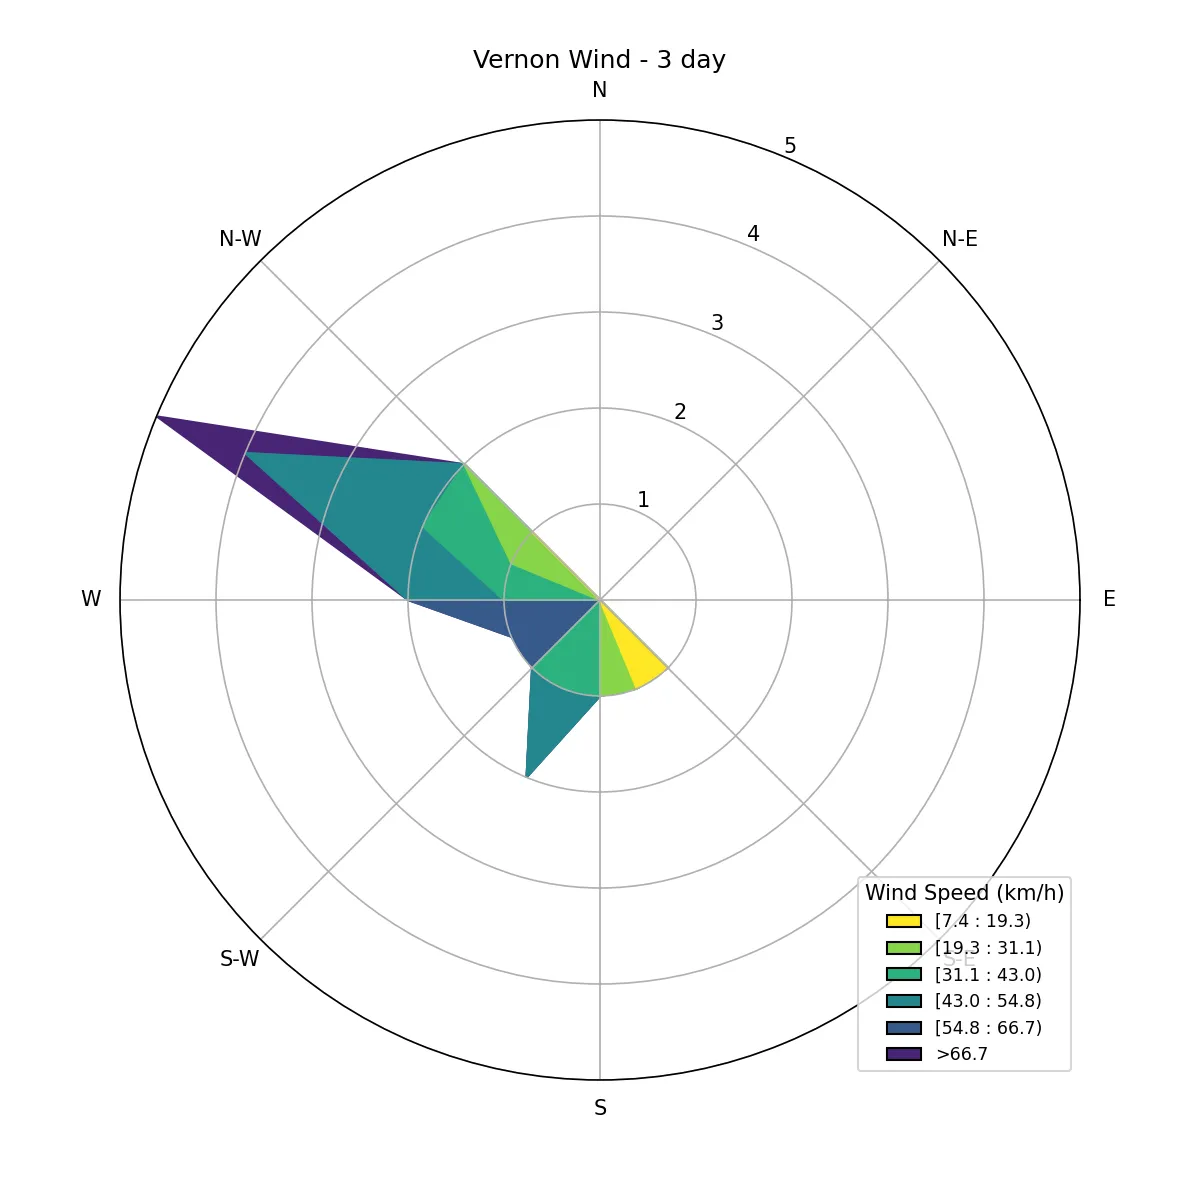 Vernon Wind - 3 day
N
5
4
N-W
N-E
3
2
1
W
E
Wind Speed (km/h)
[7.4 : 19.3)
[19.3 : 31.1)
S-W
S-E
[31.1 : 43.0)
[43.0 : 54.8)
[54.8 : 66.7)
>66.7
S